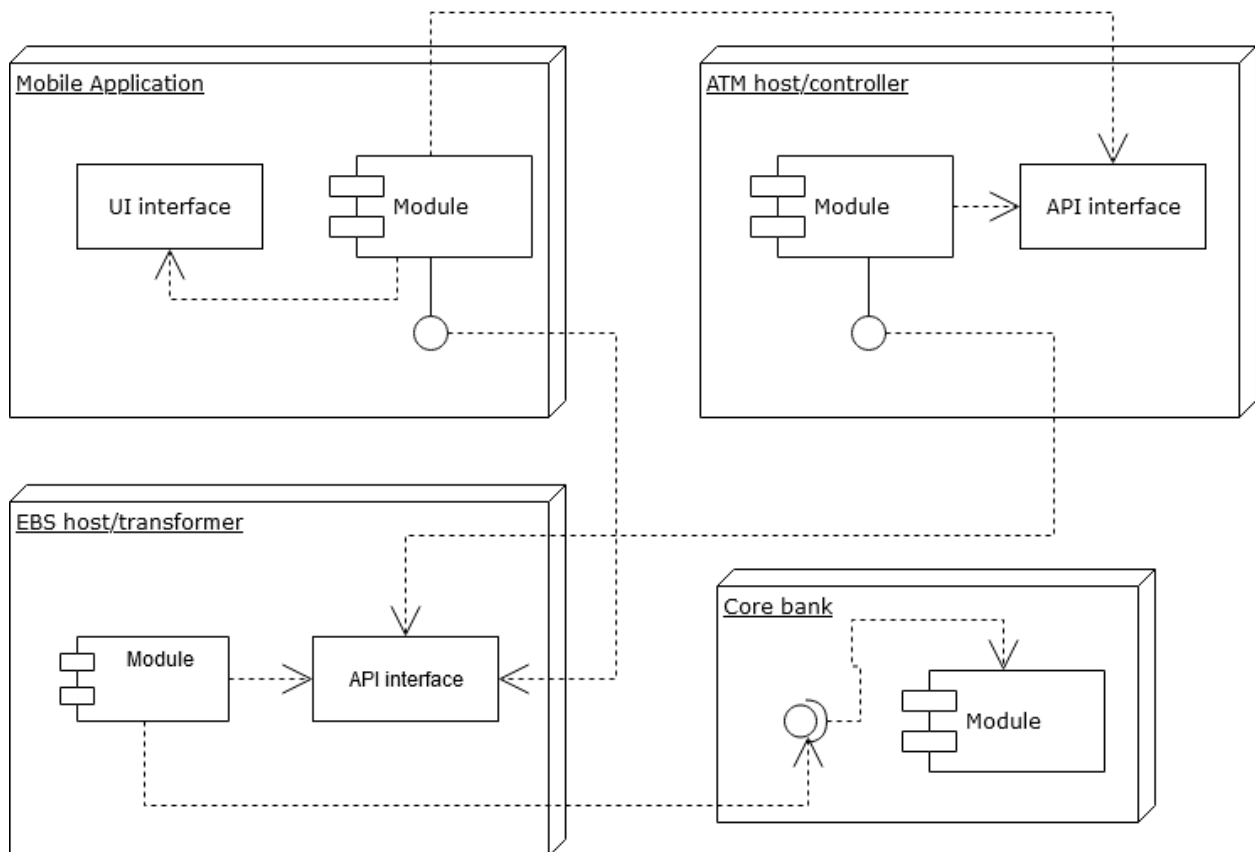 Mobile Application
UI interface
Module
ATM host/controller
Module
API interface
EBS host/transformer
Module
API interface
Core bank
Module